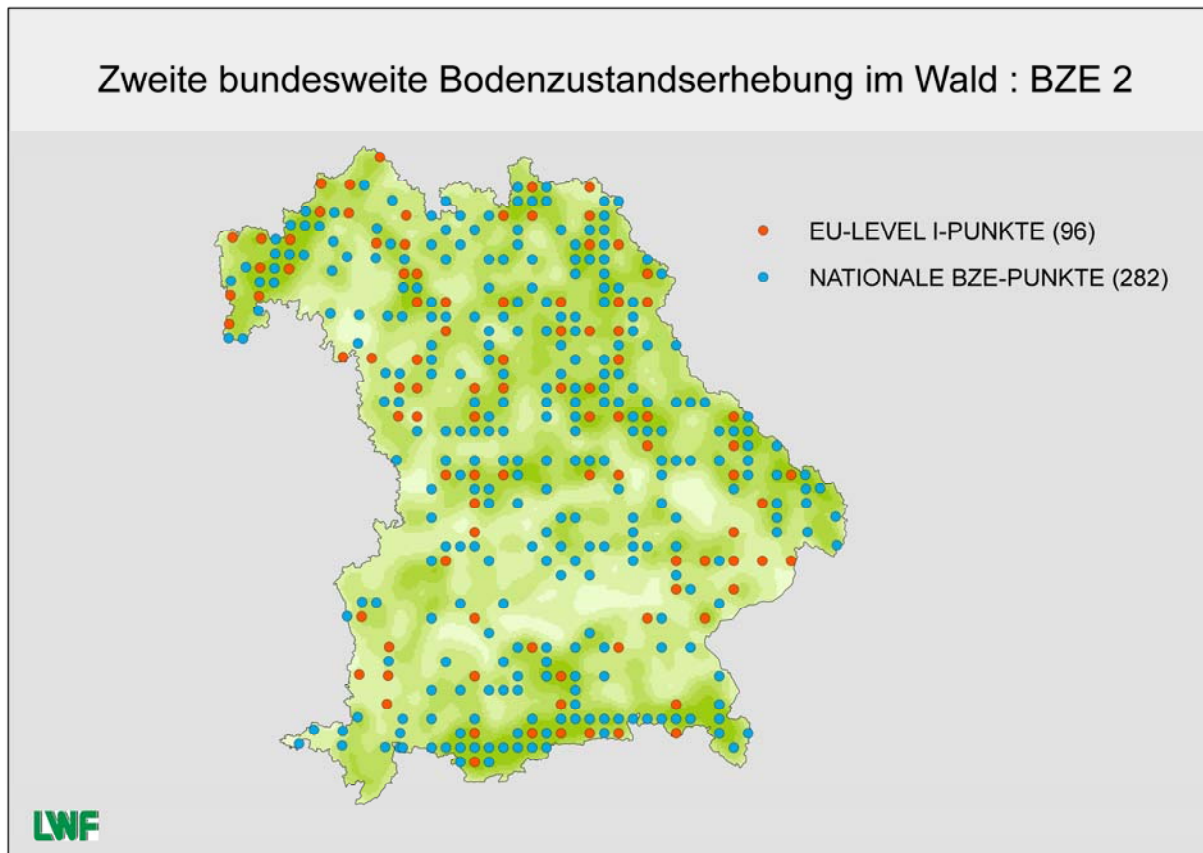 Zweite bundesweite Bodenzustandserhebung im Wald : BZE 2
EU-LEVEL I-PUNKTE (96)
NATIONALE BZE-PUNKTE (282)
LWF